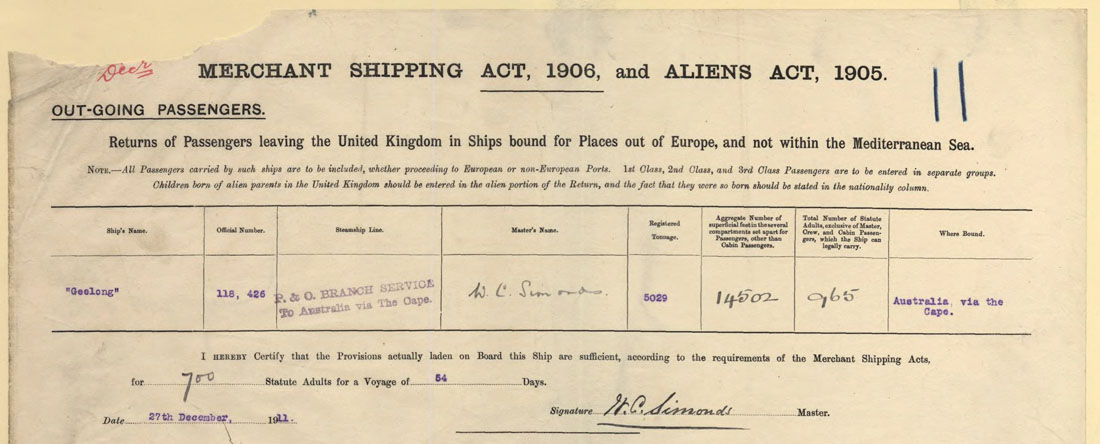 Decr
MERCHANT SHIPPING ACT, 1906, and ALIENS ACT, 1905.
11
OUT-GOING PASSENGERS.
Returns of Passengers leaving the United Kingdom in Ships bound for Places out of Europe, and not within the Mediterranean Sea.
NOTE.—All Passengers carried by such ships are to be included, whether proceeding to European or non-European Ports. 1st Class, 2nd Class, and 3rd Class Passengers are to be entered in separate groups.
Children born of alien parents in the United Kingdom should be entered in the alien portion of the Return, and the fact that they were so born should be stated in the nationality column.
Ship's Name.
Official Number.
Steamship Line.
Master's Name.
Registered
Tonnage.
Aggregate Number of
superficial feet in the several
compartments set apart for
Passengers, other than
Cabin Passengers.
Total Number of Statute
Adults, exclusive of Master,
Crew, and Cabin Passen-
gers, which the Ship can
legally carry.
Where Bound.
"Geelong"
118, 426
P. & O. BRANCH SERVICE
To Australia via The Cape.
W. C. Simonds.
5029
14502
965
Australia via the
Cape.
I HEREBY Certify that the Provisions actually laden on Board this Ship are sufficient, according to the requirements of the Merchant Shipping Acts,
for 700 Statute Adults for a Voyage of 54 Days.
Signature W. C. Simonds Master.
Date 27th December, 1911.